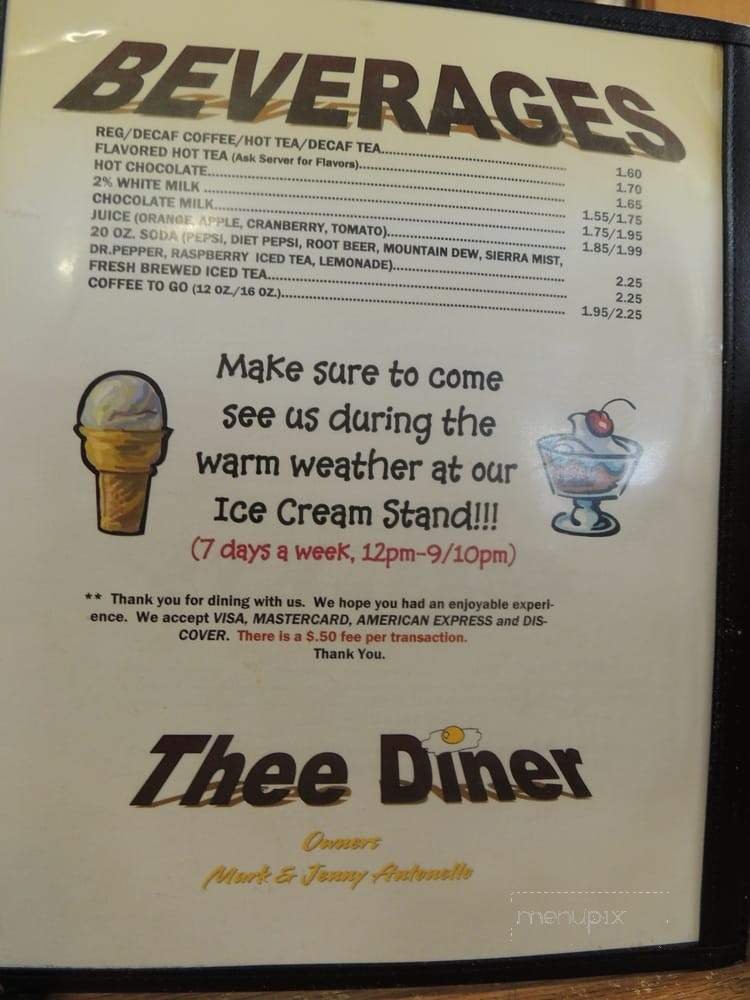 BEVERAGES
REG/DECAF COFFEE/HOT TEA/DECAF TEA.......... 1.60
FLAVORED HOT TEA (Ask Server for Flavors).......... 1.70
HOT CHOCOLATE.......... 1.65
2% WHITE MILK .......... 1.55/1.75
CHOCOLATE MILK.......... 1.75/1.95
JUICE (ORANGE, APPLE, CRANBERRY, TOMATO).......... 1.85/1.99
20 OZ. SODA (PEPSI, DIET PEPSI, ROOT BEER, MOUNTAIN DEW, SIERRA MIST,
DR.PEPPER, RASPBERRY ICED TEA, LEMONADE).......... 2.25
FRESH BREWED ICED TEA.......... 2.25
COFFEE TO GO (12 OZ./16 OZ.).......... 1.95/2.25
Make sure to come
see us during the
warm weather at our
Ice Cream Stand!!!
(7 days a week, 12pm-9/10pm)
** Thank you for dining with us. We hope you had an enjoyable experi-
ence. We accept VISA, MASTERCARD, AMERICAN EXPRESS and DIS-
COVER. There is a $.50 fee per transaction.
Thank You.
Thee Diner
Owners
Mark & Jenny Antonello
menupix